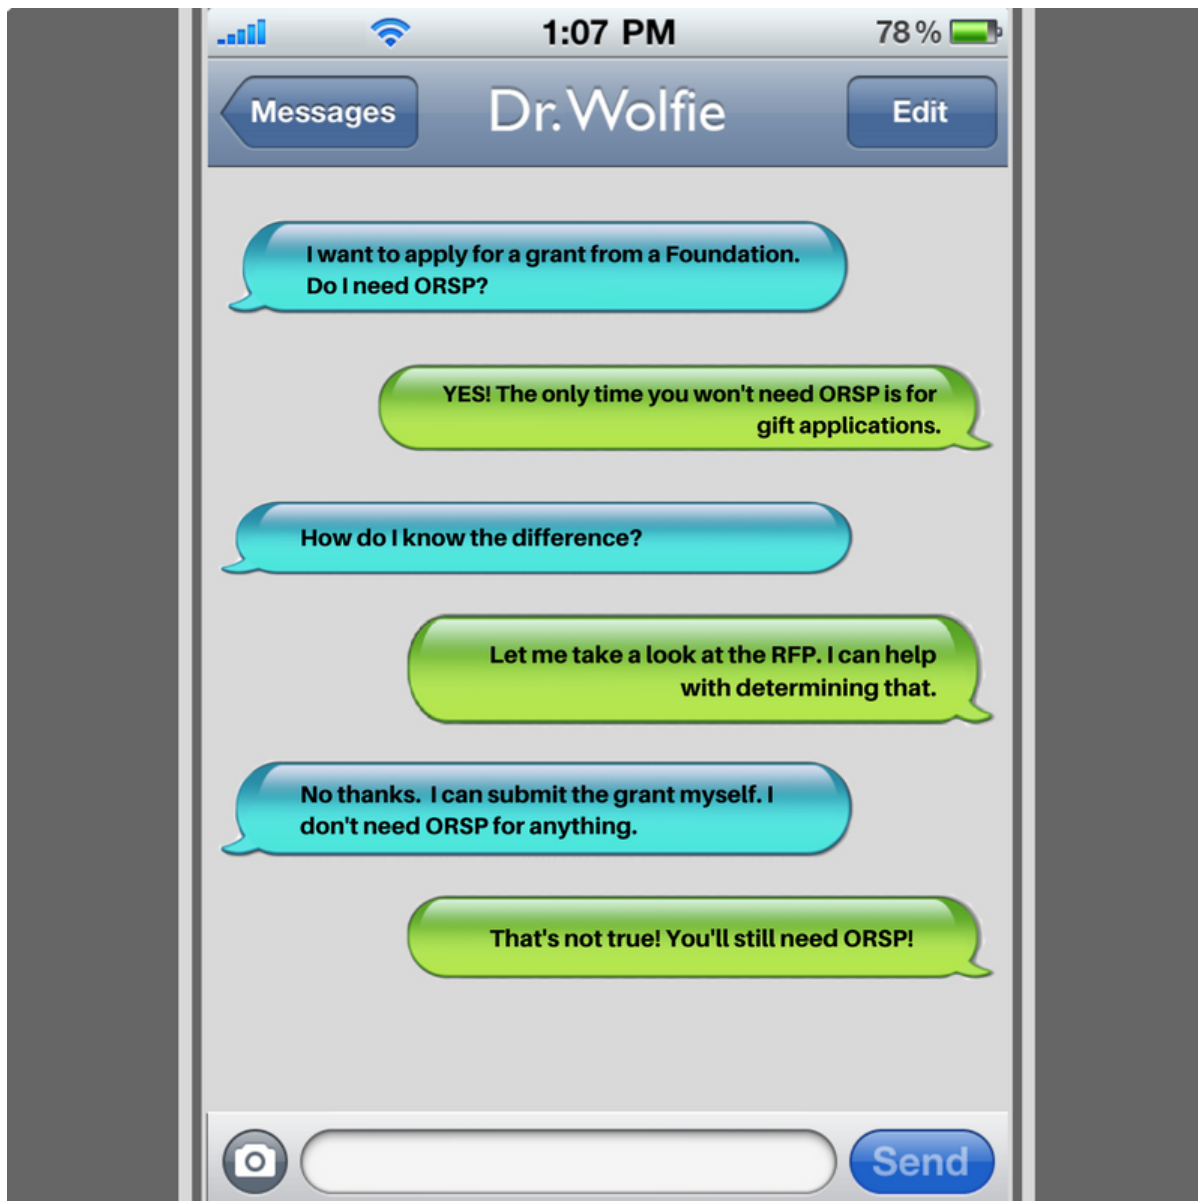 1:07 PM 78%
Messages Dr. Wolfie Edit
I want to apply for a grant from a Foundation.
Do I need ORSP?
YES! The only time you won't need ORSP is for
gift applications.
How do I know the difference?
Let me take a look at the RFP. I can help
with determining that.
No thanks. I can submit the grant myself. I
don't need ORSP for anything.
That's not true! You'll still need ORSP!
Send